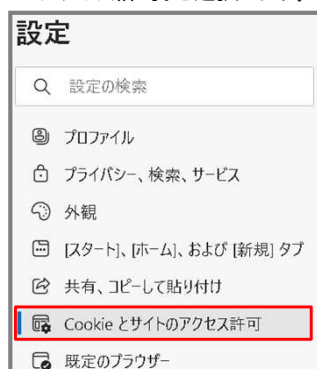 設定
設定の検索
プロファイル
プライバシー、検索、サービス
外観
[スタート]、[ホーム]、および [新規] タブ
共有、コピーして貼り付け
Cookie とサイトのアクセス許可
既定のブラウザー